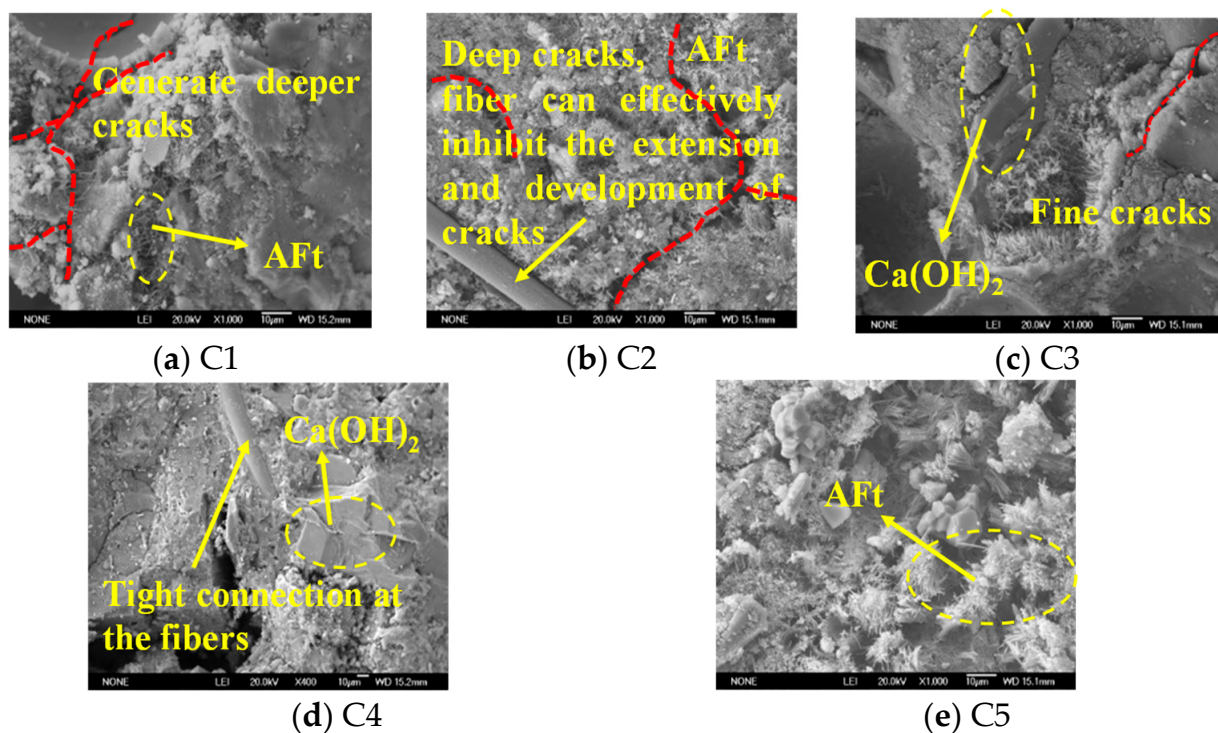 Generate deeper
cracks
AFt
NONE LEI 20.0kV X1,000 10μm WD 15.2mm
(a) C1
Deep cracks, AFt
fiber can effectively
inhibit the extension
and development of
cracks
NONE LEI 20.0kV X1,000 10μm WD 15.1mm
(b) C2
Fine cracks
Ca(OH)2
NONE LEI 20.0kV X1,000 10μm WD 15.1mm
(c) C3
Ca(OH)2
Tight connection at
the fibers
NONE LEI 20.0kV X400 10μm WD 15.2mm
(d) C4
AFt
NONE LEI 20.0kV X1,000 10μm WD 15.1mm
(e) C5